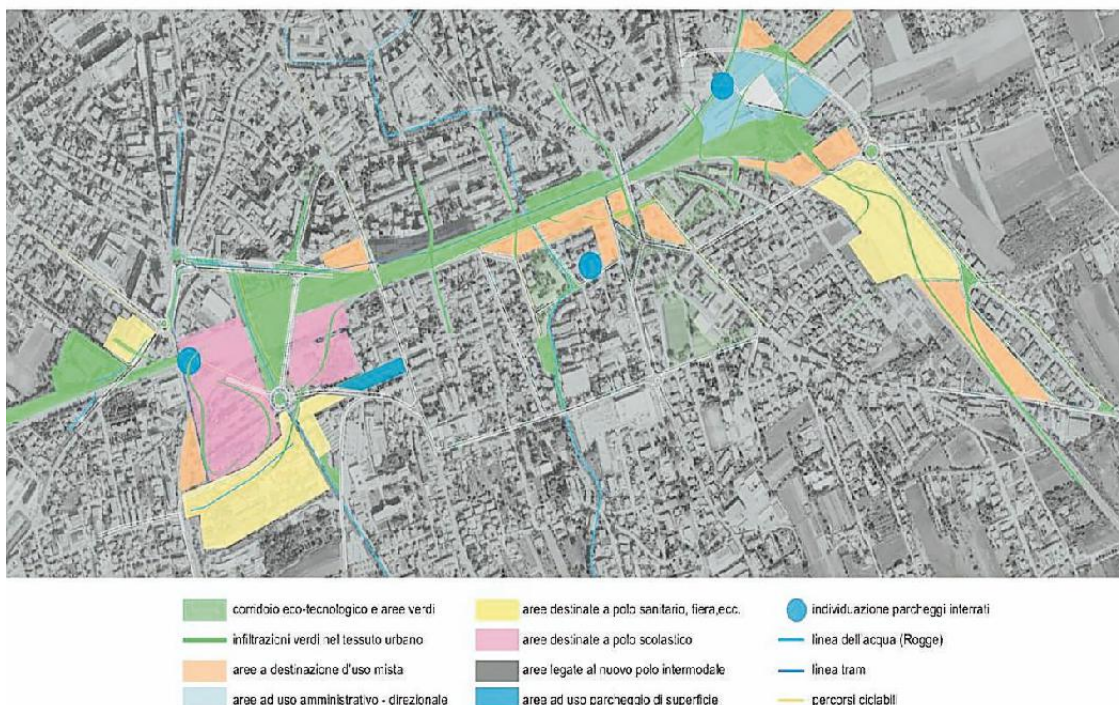 corridoio eco-tecnologico e aree verdi
infiltrazioni verdi nel tessuto urbano
aree a destinazione d'uso mista
aree ad uso amministrativo - direzionale
aree destinate a polo sanitario, fiera,ecc.
aree destinate a polo scolastico
aree legate al nuovo polo intermodale
aree ad uso parcheggio di superficie
individuazione parcheggi interrati
linea dell'acqua (Rogge)
linea tram
percorsi ciclabili